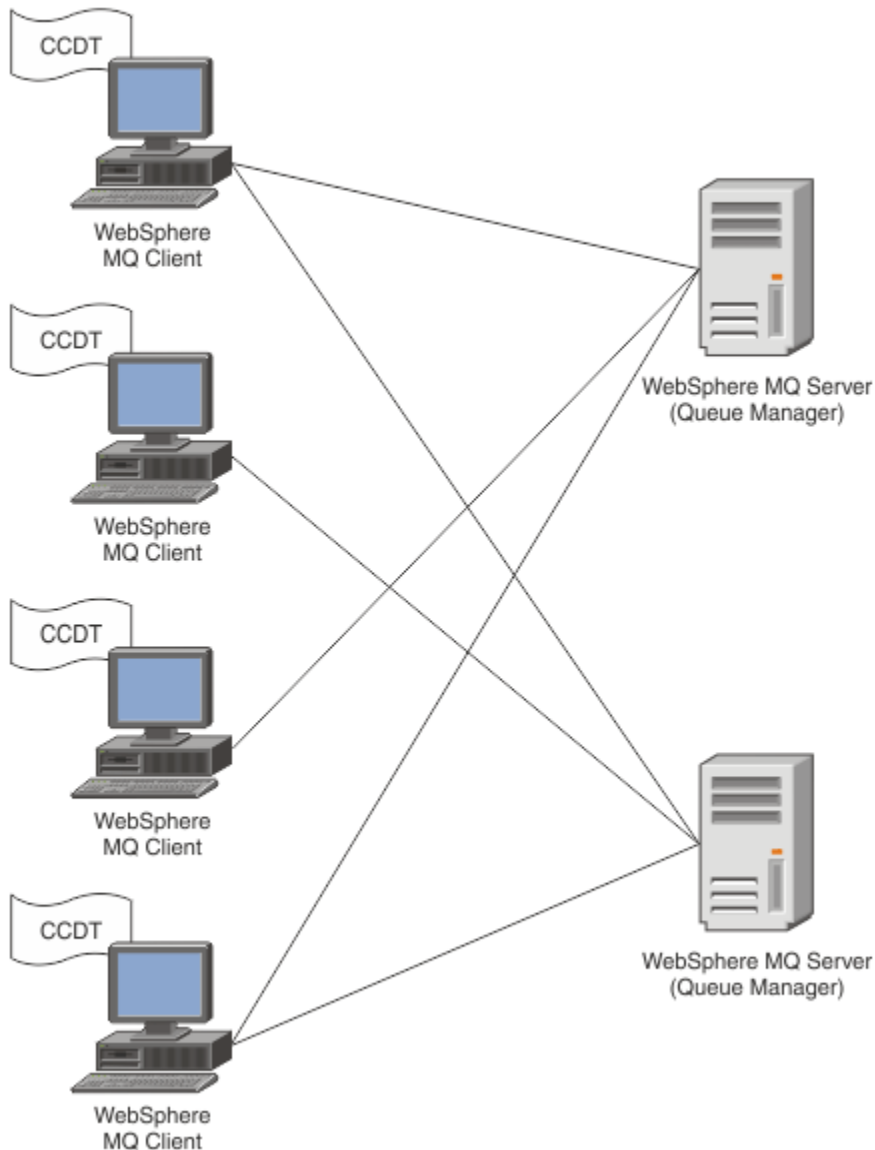 CCDT
WebSphere
MQ Client
CCDT
WebSphere
MQ Client
CCDT
WebSphere
MQ Client
CCDT
WebSphere
MQ Client
WebSphere MQ Server
(Queue Manager)
WebSphere MQ Server
(Queue Manager)